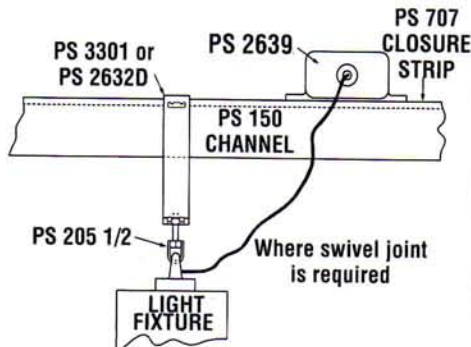 PS 3301 or
PS 2632D
PS 2639
PS 707
CLOSURE
STRIP
PS 150
CHANNEL
PS 205 1/2
Where swivel joint
is required
LIGHT
FIXTURE